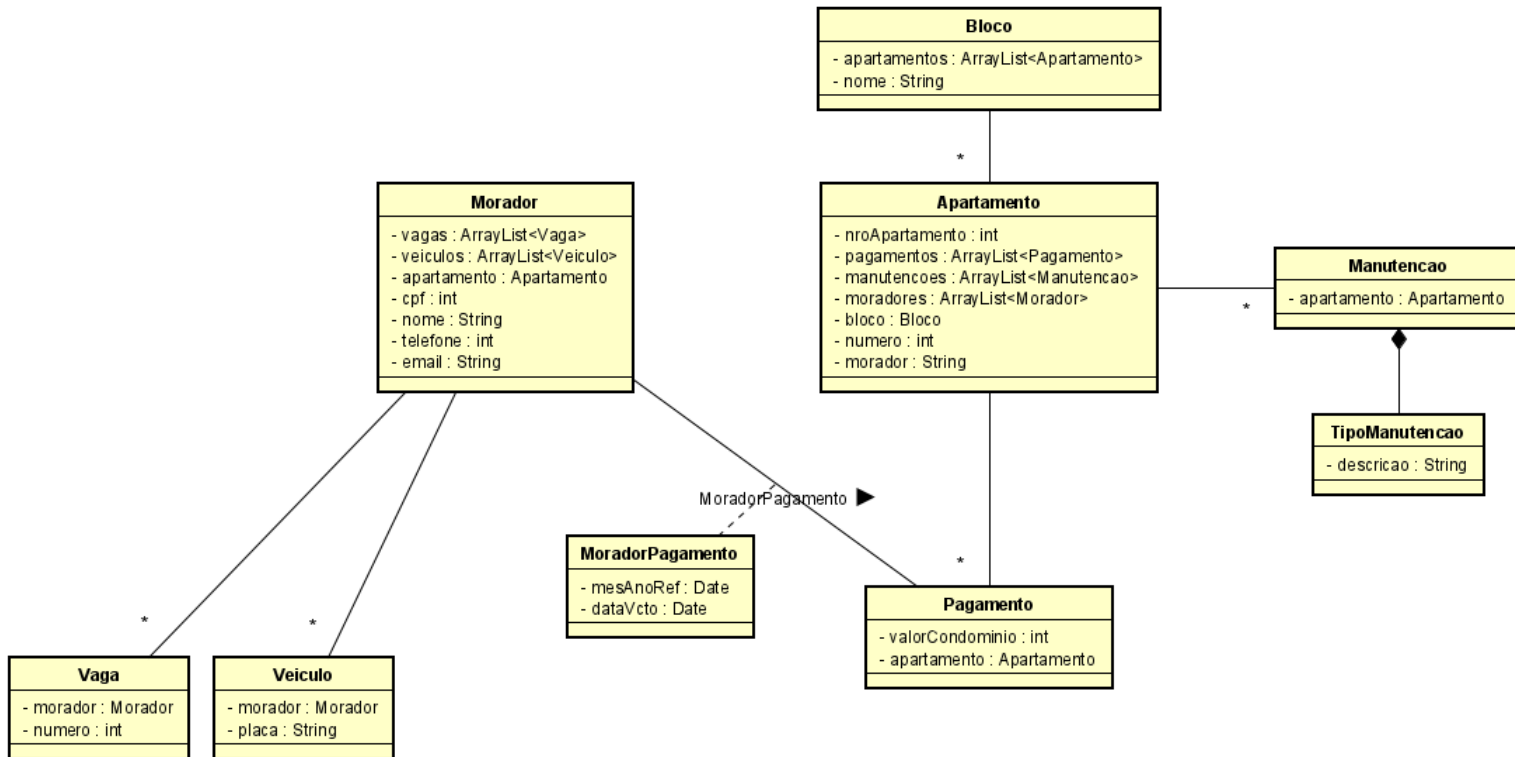 Bloco
- apartamentos : ArrayList<Apartamento>
- nome : String
*
Morador
- vagas : ArrayList<Vaga>
- veiculos : ArrayList<Veiculo>
- apartamento : Apartamento
- cpf : int
- nome : String
- telefone : int
- email : String
Apartamento
- nroApartamento : int
- pagamentos : ArrayList<Pagamento>
- manutencoes : ArrayList<Manutencao>
- moradores : ArrayList<Morador>
- bloco : Bloco
- numero : int
- morador : String
*
Manutencao
- apartamento : Apartamento
TipoManutencao
- descricao : String
MoradorPagamento ▶
MoradorPagamento
- mesAnoRef : Date
- dataVcto : Date
*
Pagamento
- valorCondominio : int
- apartamento : Apartamento
*
*
Vaga
- morador : Morador
- numero : int
Veiculo
- morador : Morador
- placa : String